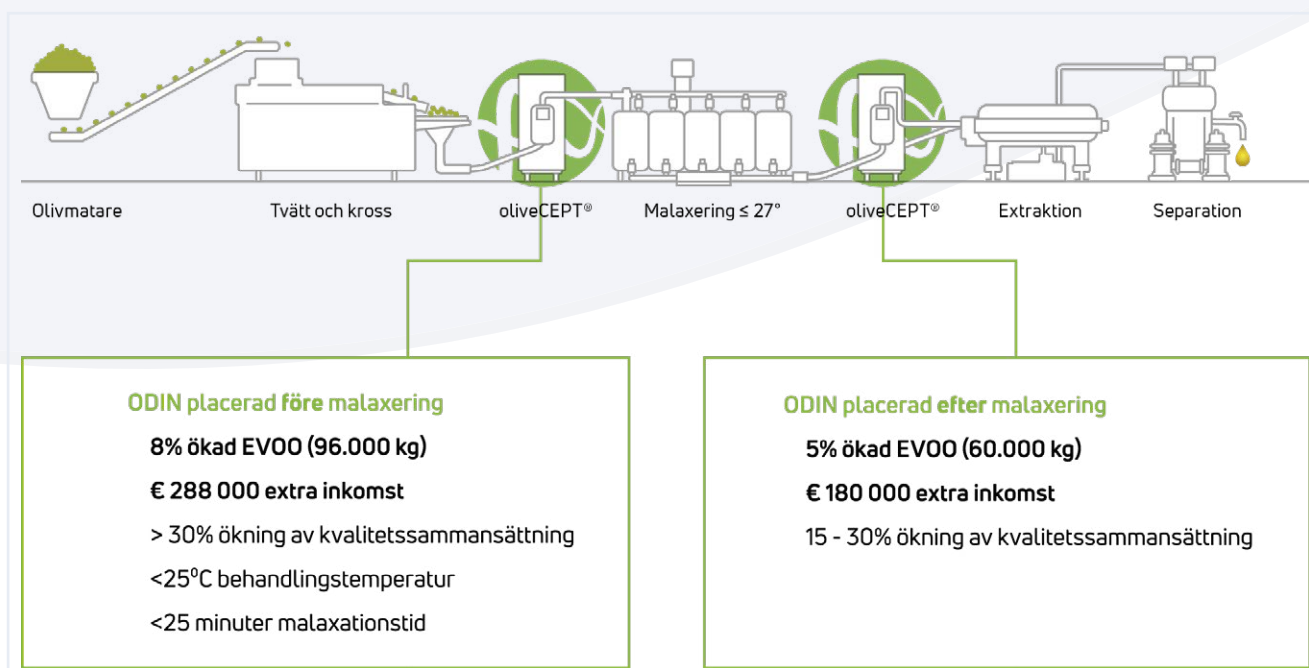 Olivmatare
Tvätt och kross
oliveCEPT®
Malaxering ≤ 27°
oliveCEPT®
Extraktion
Separation
ODIN placerad före malaxering
8% ökad EVOO (96.000 kg)
€ 288 000 extra inkomst
> 30% ökning av kvalitetssammansättning
<25⁰C behandlingstemperatur
<25 minuter malaxationstid
ODIN placerad efter malaxering
5% ökad EVOO (60.000 kg)
€ 180 000 extra inkomst
15 - 30% ökning av kvalitetssammansättning